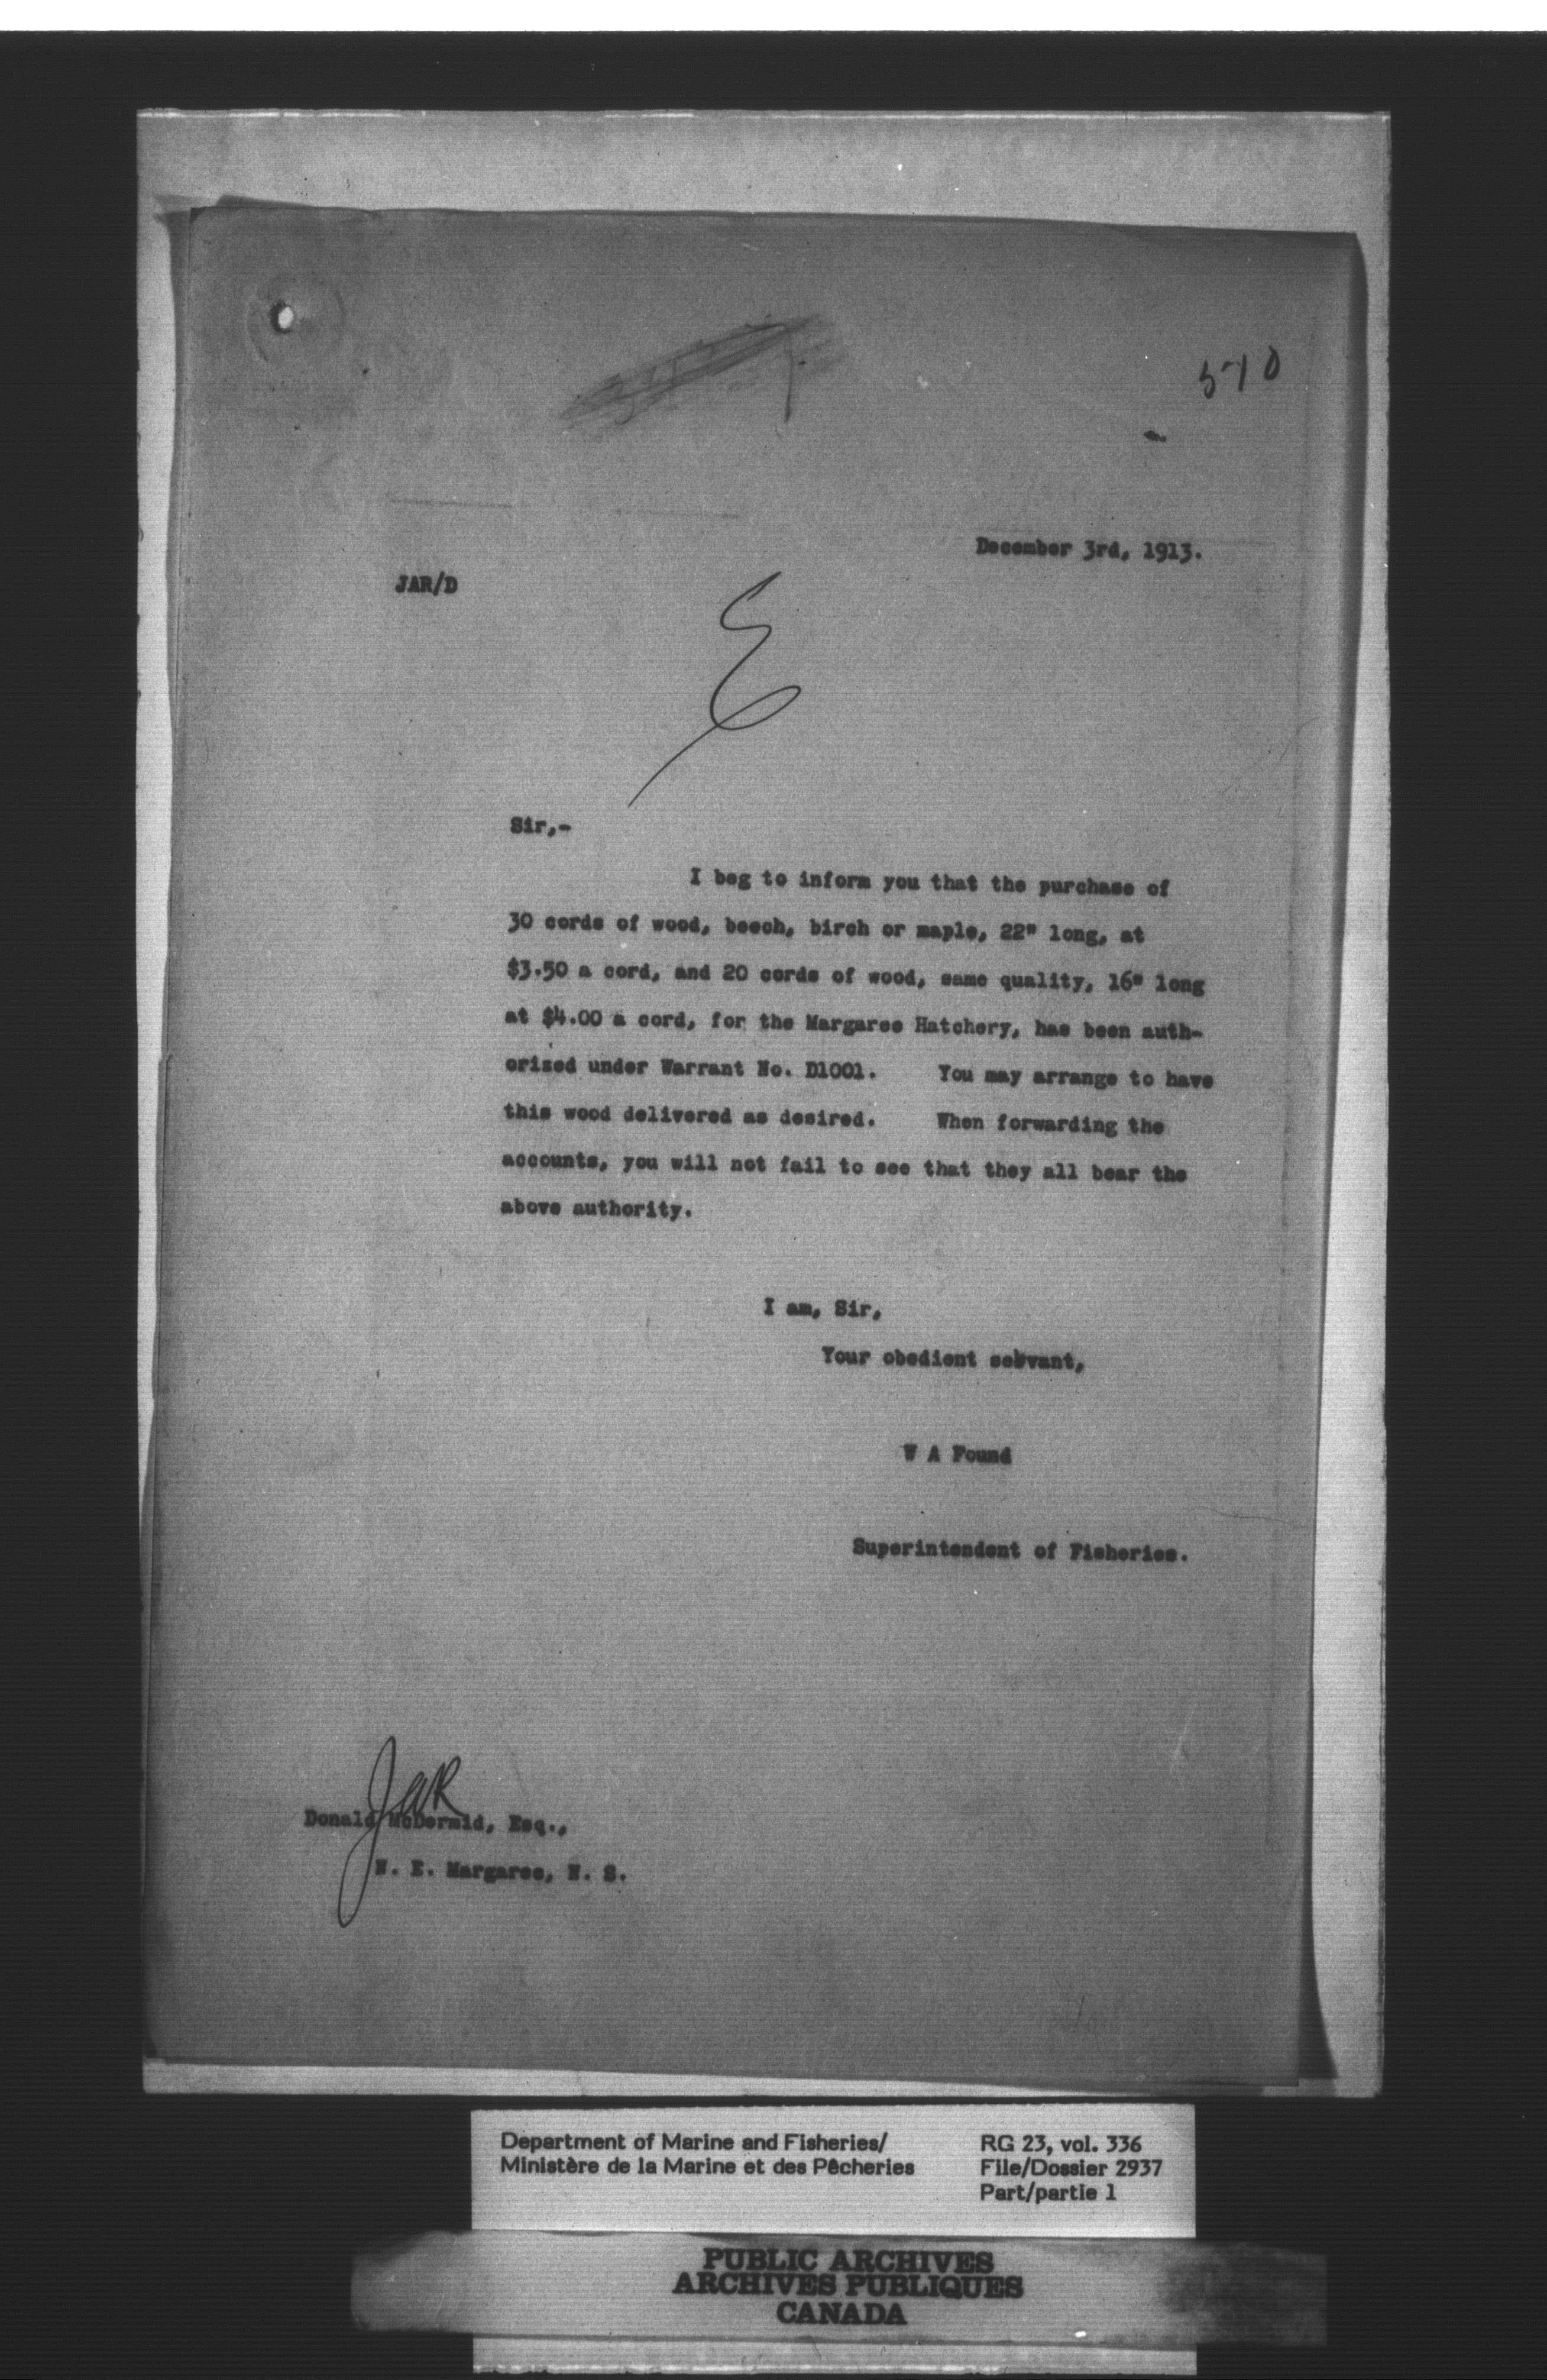 510
December 3rd, 1913.
JAR/D
E
Sir,-
I beg to inform you that the purchase of
30 cords of wood, beech, birch or maple, 22" long, at
$3.50 a cord, and 20 cords of wood, same quality, 16" long
at $4.00 a cord, for the Margaree Hatchery, has been auth-
orized under Warrant No. D1001. You may arrange to have
this wood delivered as desired. When forwarding the
accounts, you will not fail to see that they all bear the
above authority.
I am, Sir,
Your obedient servant,
W A Found
Superintendent of Fisheries.
JAR
Donald McDermid, Esq.,
N. E. Margaree, N. S.
Department of Marine and Fisheries/
Ministère de la Marine et des Pêcheries
RG 23, vol. 336
File/Dossier 2937
Part/partie 1
PUBLIC ARCHIVES
ARCHIVES PUBLIQUES
CANADA